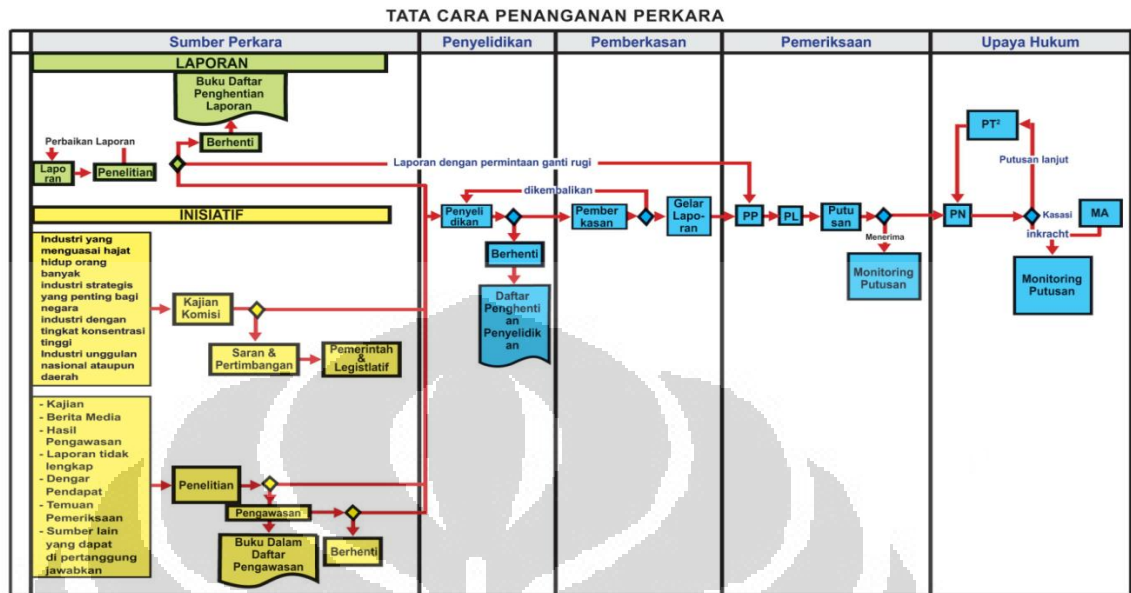 TATA CARA PENANGANAN PERKARA
Sumber Perkara
Penyelidikan
Pemberkasan
Pemeriksaan
Upaya Hukum
LAPORAN
Buku Daftar
Penghentian
Laporan
Perbaikan Laporan
Berhenti
Lapo
ran
Penelitian
Laporan dengan permintaan ganti rugi
dikembalikan
INISIATIF
Industri yang
menguasai hajat
hidup orang
banyak
industri strategis
yang penting bagi
negara
industri dengan
tingkat konsentrasi
tinggi
Industri unggulan
nasional ataupun
daerah
Kajian
Komisi
Saran &
Pertimbangan
Pemerintah
&
Legistlatif
- Kajian
- Berita Media
- Hasil
Pengawasan
- Laporan tidak
lengkap
- Dengar
Pendapat
- Temuan
Pemeriksaan
- Sumber lain
yang dapat
di pertanggung
jawabkan
Penelitian
Pengawasan
Buku Dalam
Daftar
Pengawasan
Berhenti
Penyeli
dikan
Berhenti
Daftar
Penghenti
an
Penyelidik
an
Pember
kasan
Gelar
Lapo-
ran
PP
PL
Putu
san
Menerima
Monitoring
Putusan
PT²
Putusan lanjut
PN
Kasasi
MA
inkracht
Monitoring
Putusan